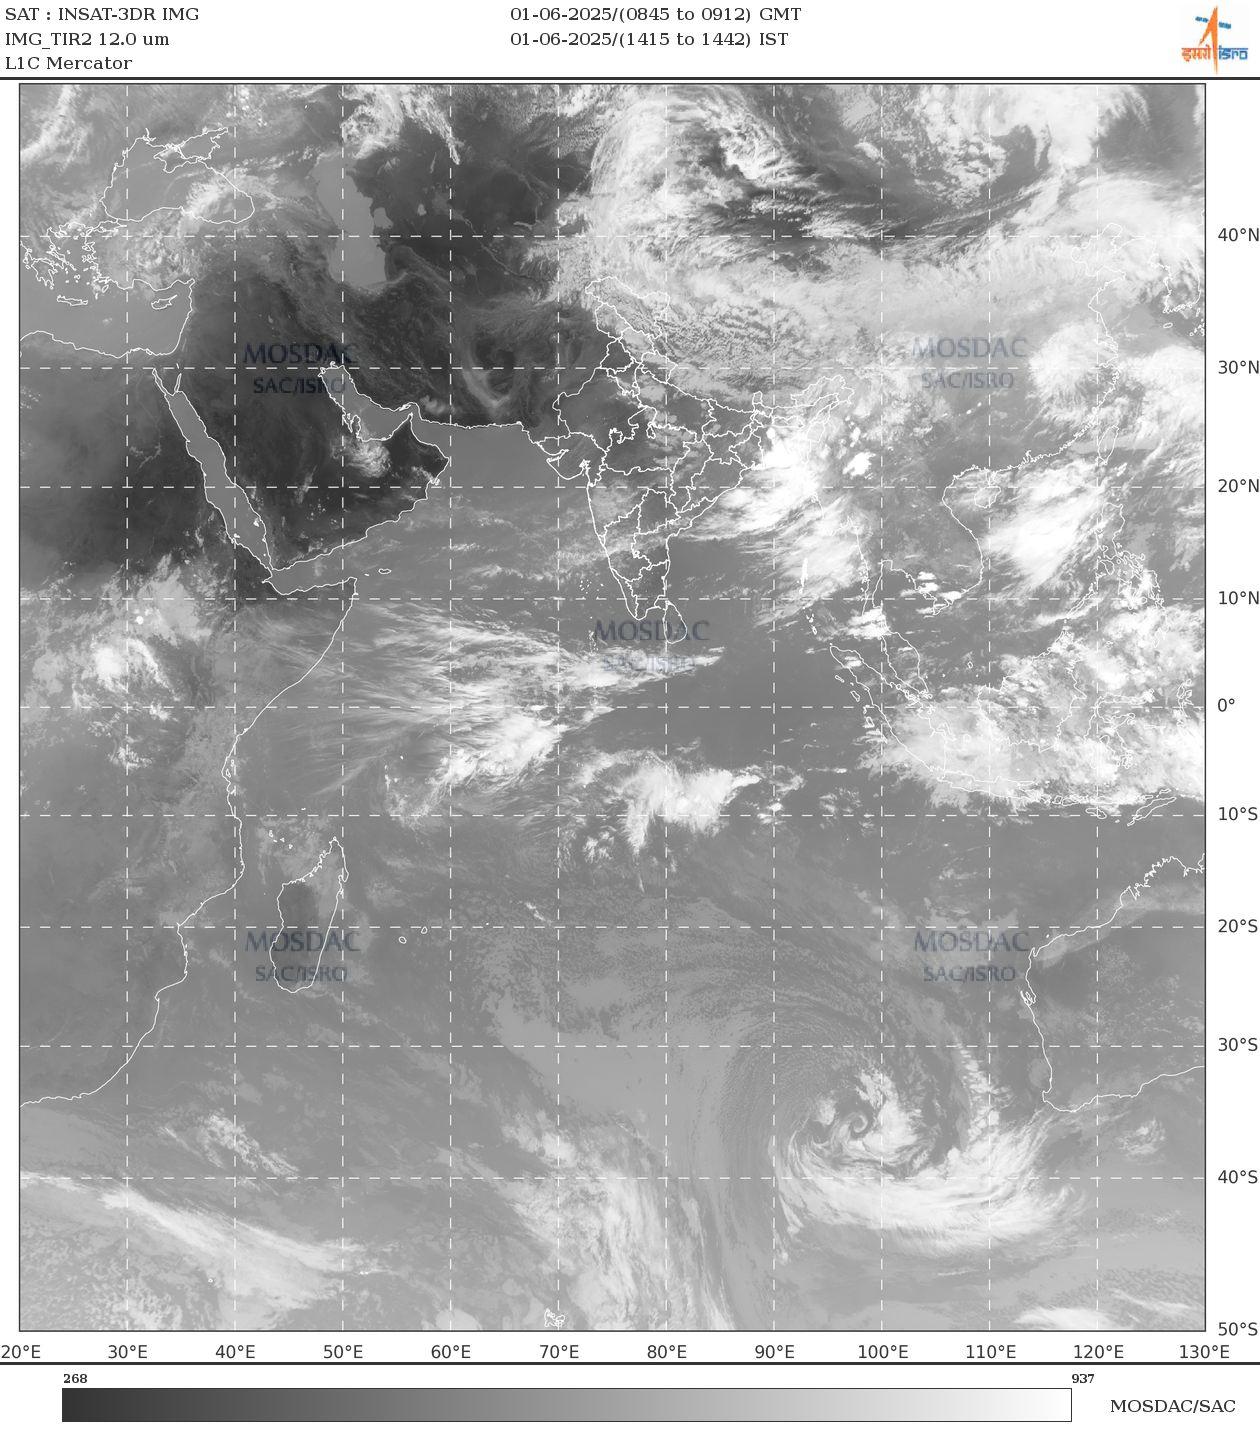 SAT : INSAT-3DR IMG
IMG_TIR2 12.0 um
L1C Mercator
01-06-2025/(0845 to 0912) GMT
01-06-2025/(1415 to 1442) IST
इसरो isro
40°N
30°N
20°N
10°N
0°
10°S
20°S
30°S
40°S
50°S
MOSDAC
SAC/ISRO
MOSDAC
SAC/ISRO
MOSDAC
SAC/ISRO
MOSDAC
SAC/ISRO
MOSDAC
SAC/ISRO
20°E 30°E 40°E 50°E 60°E 70°E 80°E 90°E 100°E 110°E 120°E 130°E
268 937
MOSDAC/SAC